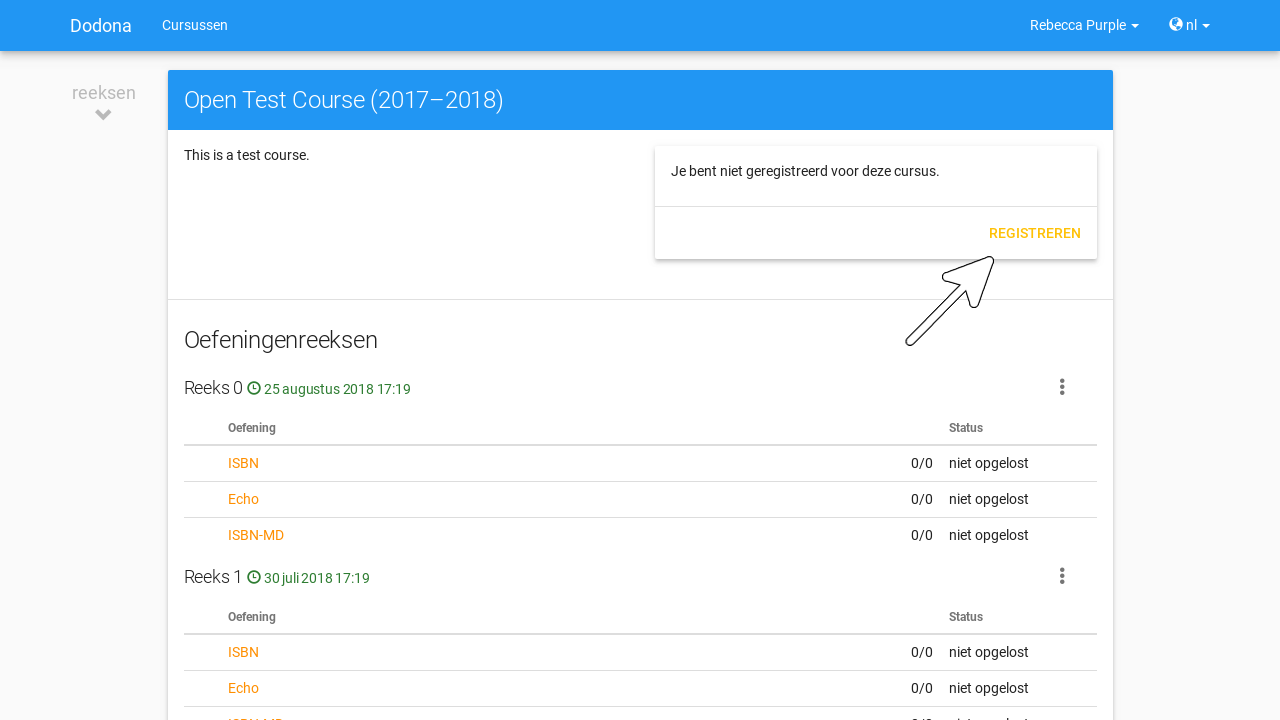 Dodona Cursussen Rebecca Purple nl
reeksen
Open Test Course (2017–2018)
This is a test course.
Je bent niet geregistreerd voor deze cursus.
REGISTREREN
Oefeningenreeksen
Reeks 0 25 augustus 2018 17:19
Oefening Status
ISBN 0/0 niet opgelost
Echo 0/0 niet opgelost
ISBN-MD 0/0 niet opgelost
Reeks 1 30 juli 2018 17:19
Oefening Status
ISBN 0/0 niet opgelost
Echo 0/0 niet opgelost